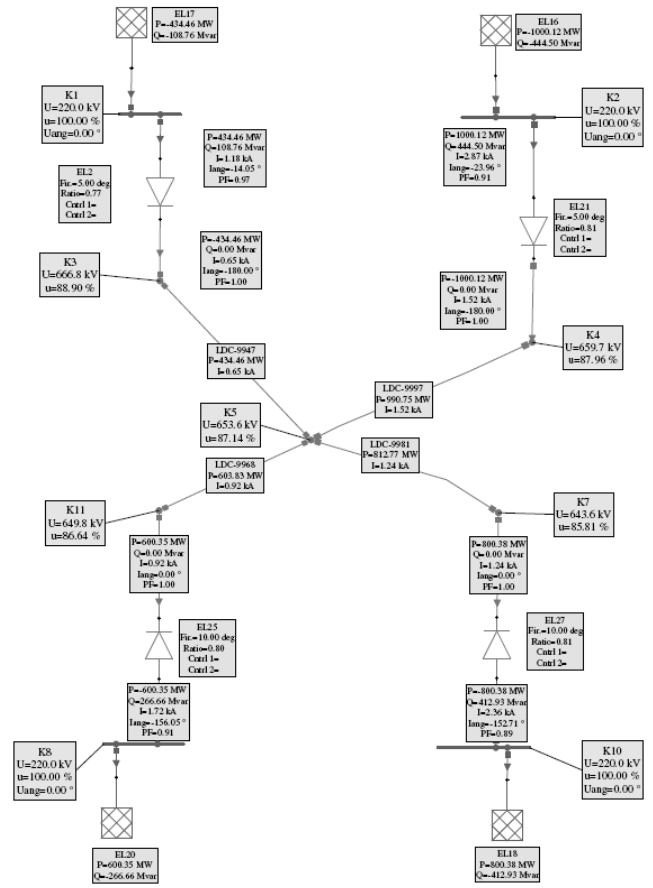 EL17
P=-434.46 MW
Q=-108.76 Mvar
EL16
P=-1000.12 MW
Q=-444.50 Mvar
K1
U=220.0 kV
u=100.00 %
Uang=0.00 °
K2
U=220.0 kV
u=100.00 %
Uang=0.00 °
P=434.46 MW
Q=108.76 Mvar
I=1.18 kA
Iang=-14.05 °
PF=0.97
P=1000.12 MW
Q=444.50 Mvar
I=2.87 kA
Iang=-23.96 °
PF=0.91
EL2
Fir.=5.00 deg
Ratio=0.77
Cntrl 1=
Cntrl 2=
EL21
Fir.=5.00 deg
Ratio=0.81
Cntrl 1=
Cntrl 2=
P=-434.46 MW
Q=0.00 Mvar
I=0.65 kA
Iang=-180.00 °
PF=1.00
P=-1000.12 MW
Q=0.00 Mvar
I=1.52 kA
Iang=-180.00 °
PF=1.00
K3
U=666.8 kV
u=88.90 %
K4
U=659.7 kV
u=87.96 %
LDC-9947
P=434.46 MW
I=0.65 kA
LDC-9997
P=990.75 MW
I=1.52 kA
K5
U=653.6 kV
u=87.14 %
LDC-9981
P=812.77 MW
I=1.24 kA
LDC-9968
P=603.83 MW
I=0.92 kA
K11
U=649.8 kV
u=86.64 %
K7
U=643.6 kV
u=85.81 %
P=600.35 MW
Q=0.00 Mvar
I=0.92 kA
Iang=0.00 °
PF=1.00
P=800.38 MW
Q=0.00 Mvar
I=1.24 kA
Iang=0.00 °
PF=1.00
EL25
Fir.=10.00 deg
Ratio=0.80
Cntrl 1=
Cntrl 2=
EL27
Fir.=10.00 deg
Ratio=0.81
Cntrl 1=
Cntrl 2=
P=-600.35 MW
Q=266.66 Mvar
I=1.72 kA
Iang=-156.05 °
PF=0.91
P=-800.38 MW
Q=412.93 Mvar
I=2.36 kA
Iang=-152.71 °
PF=0.89
K8
U=220.0 kV
u=100.00 %
Uang=0.00 °
K10
U=220.0 kV
u=100.00 %
Uang=0.00 °
EL20
P=600.35 MW
Q=-266.66 Mvar
EL18
P=800.38 MW
Q=-412.93 Mvar